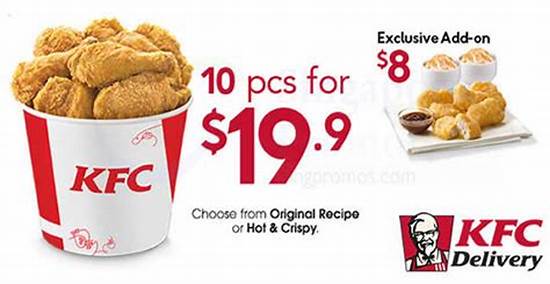 KFC
10 pcs for
$19.9
Choose from Original Recipe
or Hot & Crispy.
Exclusive Add-on
$8
KFC
Delivery